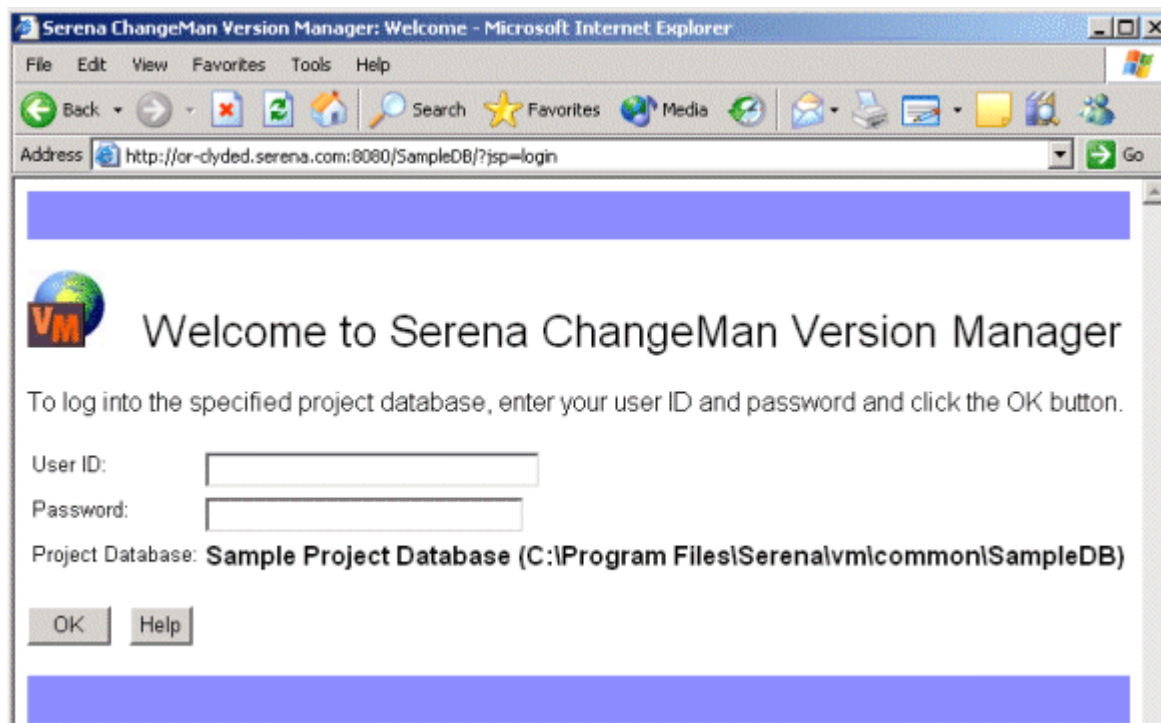 Serena ChangeMan Version Manager: Welcome - Microsoft Internet Explorer
File Edit View Favorites Tools Help
Back Search Favorites Media
Address http://or-clyded.serena.com:8080/SampleDB/?jsp=login Go
VM Welcome to Serena ChangeMan Version Manager
To log into the specified project database, enter your user ID and password and click the OK button.
User ID:
Password:
Project Database: Sample Project Database (C:\Program Files\Serena\vm\common\SampleDB)
OK Help